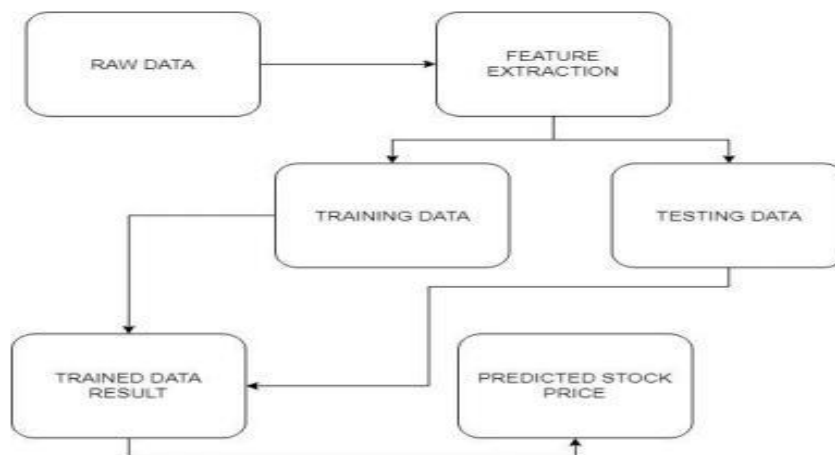 RAW DATA
FEATURE
EXTRACTION
TRAINING DATA
TESTING DATA
TRAINED DATA
RESULT
PREDICTED STOCK
PRICE